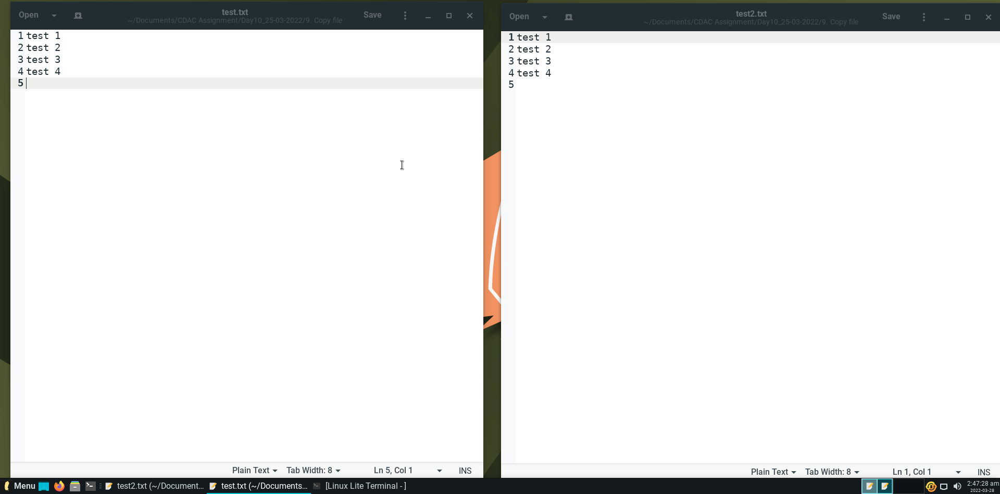 Open
test.txt
~/Documents/CDAC Assignment/Day10_25-03-2022/9. Copy file
Save
1 test 1
2 test 2
3 test 3
4 test 4
5
Plain Text
Tab Width: 8
Ln 5, Col 1
INS
Open
test2.txt
~/Documents/CDAC Assignment/Day10_25-03-2022/9. Copy file
Save
1 test 1
2 test 2
3 test 3
4 test 4
5
Plain Text
Tab Width: 8
Ln 1, Col 1
INS
Menu
test2.txt (~/Document...
test.txt (~/Documents...
[Linux Lite Terminal - ]
2:47:28 am
2022-03-28